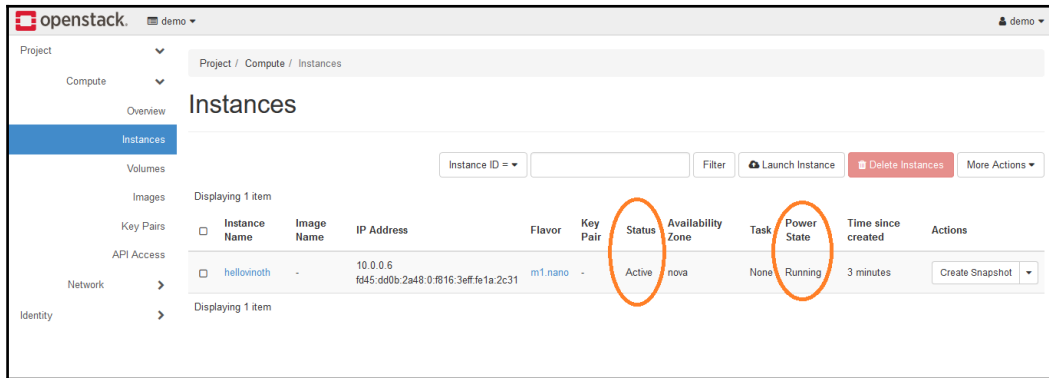 openstack. demo demo
Project
Project / Compute / Instances
Compute
Overview
Instances
Instances
Volumes
Images
Key Pairs
API Access
Network
Identity
Instance ID = Filter Launch Instance Delete Instances More Actions
Displaying 1 item
Instance Name Image Name IP Address Flavor Key Pair Status Availability Zone Task Power State Time since created Actions
hellovinoth - 10.0.0.6 m1.nano - Active nova None Running 3 minutes Create Snapshot
fd45:dd0b:2a48:0:f816:3eff:fe1a:2c31
Displaying 1 item